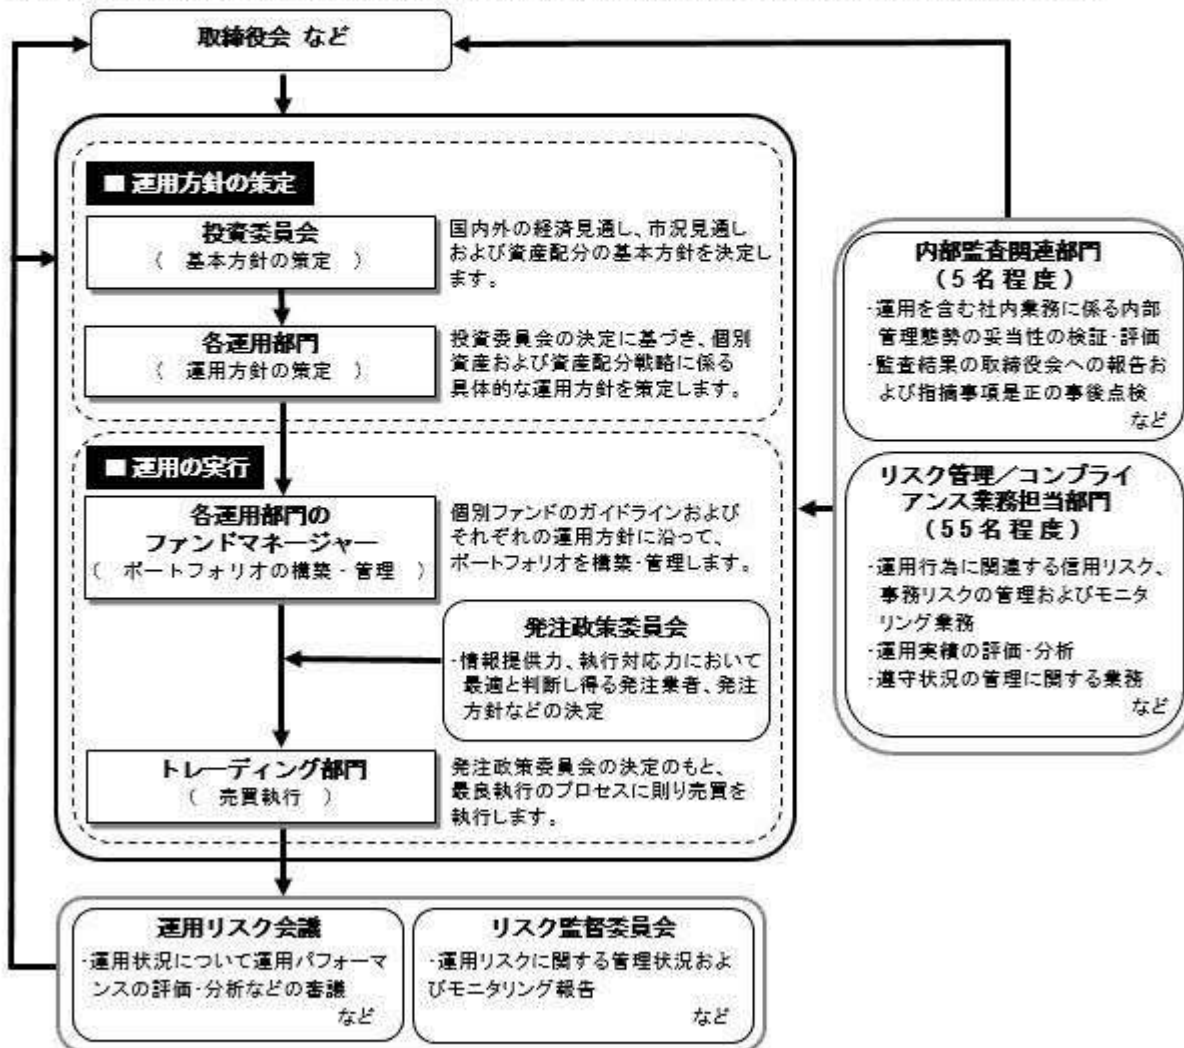 取締役会 など
■ 運用方針の策定
投資委員会
( 基本方針の策定 )
国内外の経済見通し、市況見通し
および資産配分の基本方針を決定し
ます。
各運用部門
( 運用方針の策定 )
投資委員会の決定に基づき、個別
資産および資産配分戦略に係る
具体的な運用方針を策定します。
■ 運用の実行
各運用部門の
ファンドマネージャー
( ポートフォリオの構築・管理 )
個別ファンドのガイドラインおよび
それぞれの運用方針に沿って、
ポートフォリオを構築・管理します。
発注政策委員会
・情報提供力、執行対応力において
最適と判断し得る発注業者、発注
方針などの決定
トレーディング部門
( 売買執行 )
発注政策委員会の決定のもと、
最良執行のプロセスに則り売買を
執行します。
内部監査関連部門
(5名程度)
・運用を含む社内業務に係る内部
管理態勢の妥当性の検証・評価
・監査結果の取締役会への報告お
よび指摘事項是正の事後点検
など
リスク管理/コンプライ
アンス業務担当部門
(55名程度)
・運用行為に関連する信用リスク、
事務リスクの管理およびモニタ
リング業務
・運用実績の評価・分析
・遵守状況の管理に関する業務
など
運用リスク会議
・運用状況について運用パフォーマ
ンスの評価・分析などの審議
など
リスク監督委員会
・運用リスクに関する管理状況およ
びモニタリング報告
など